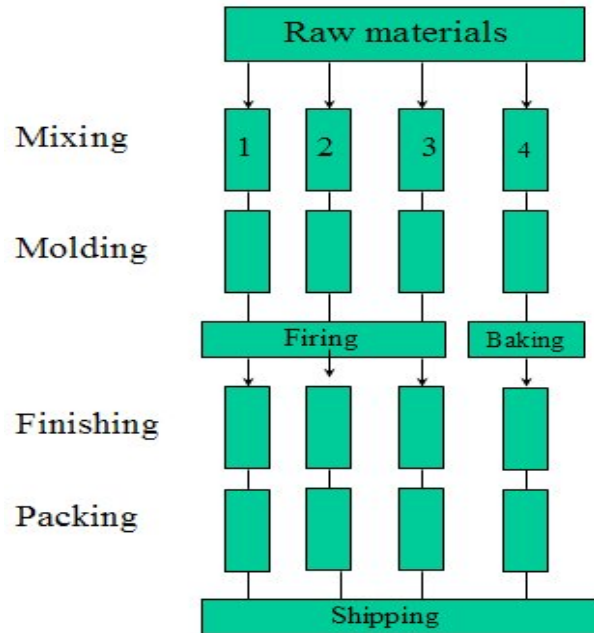 Raw materials
Mixing
1
2
3
4
Molding
Firing
Baking
Finishing
Packing
Shipping